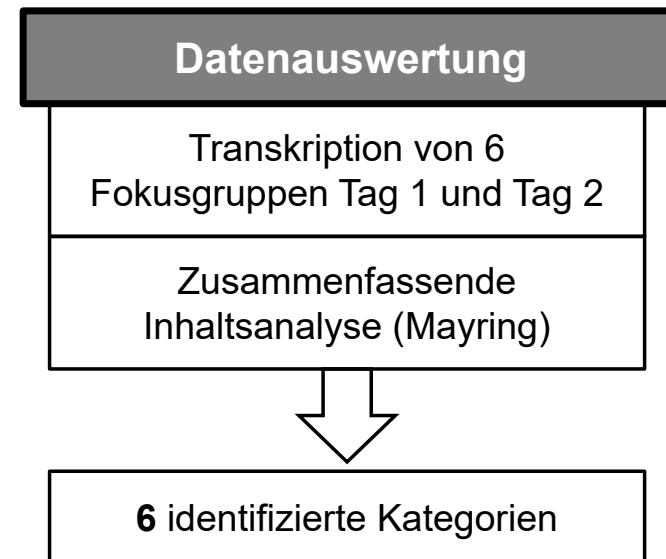 Datenauswertung
Transkription von 6
Fokusgruppen Tag 1 und Tag 2
Zusammenfassende
Inhaltsanalyse (Mayring)
6 identifizierte Kategorien